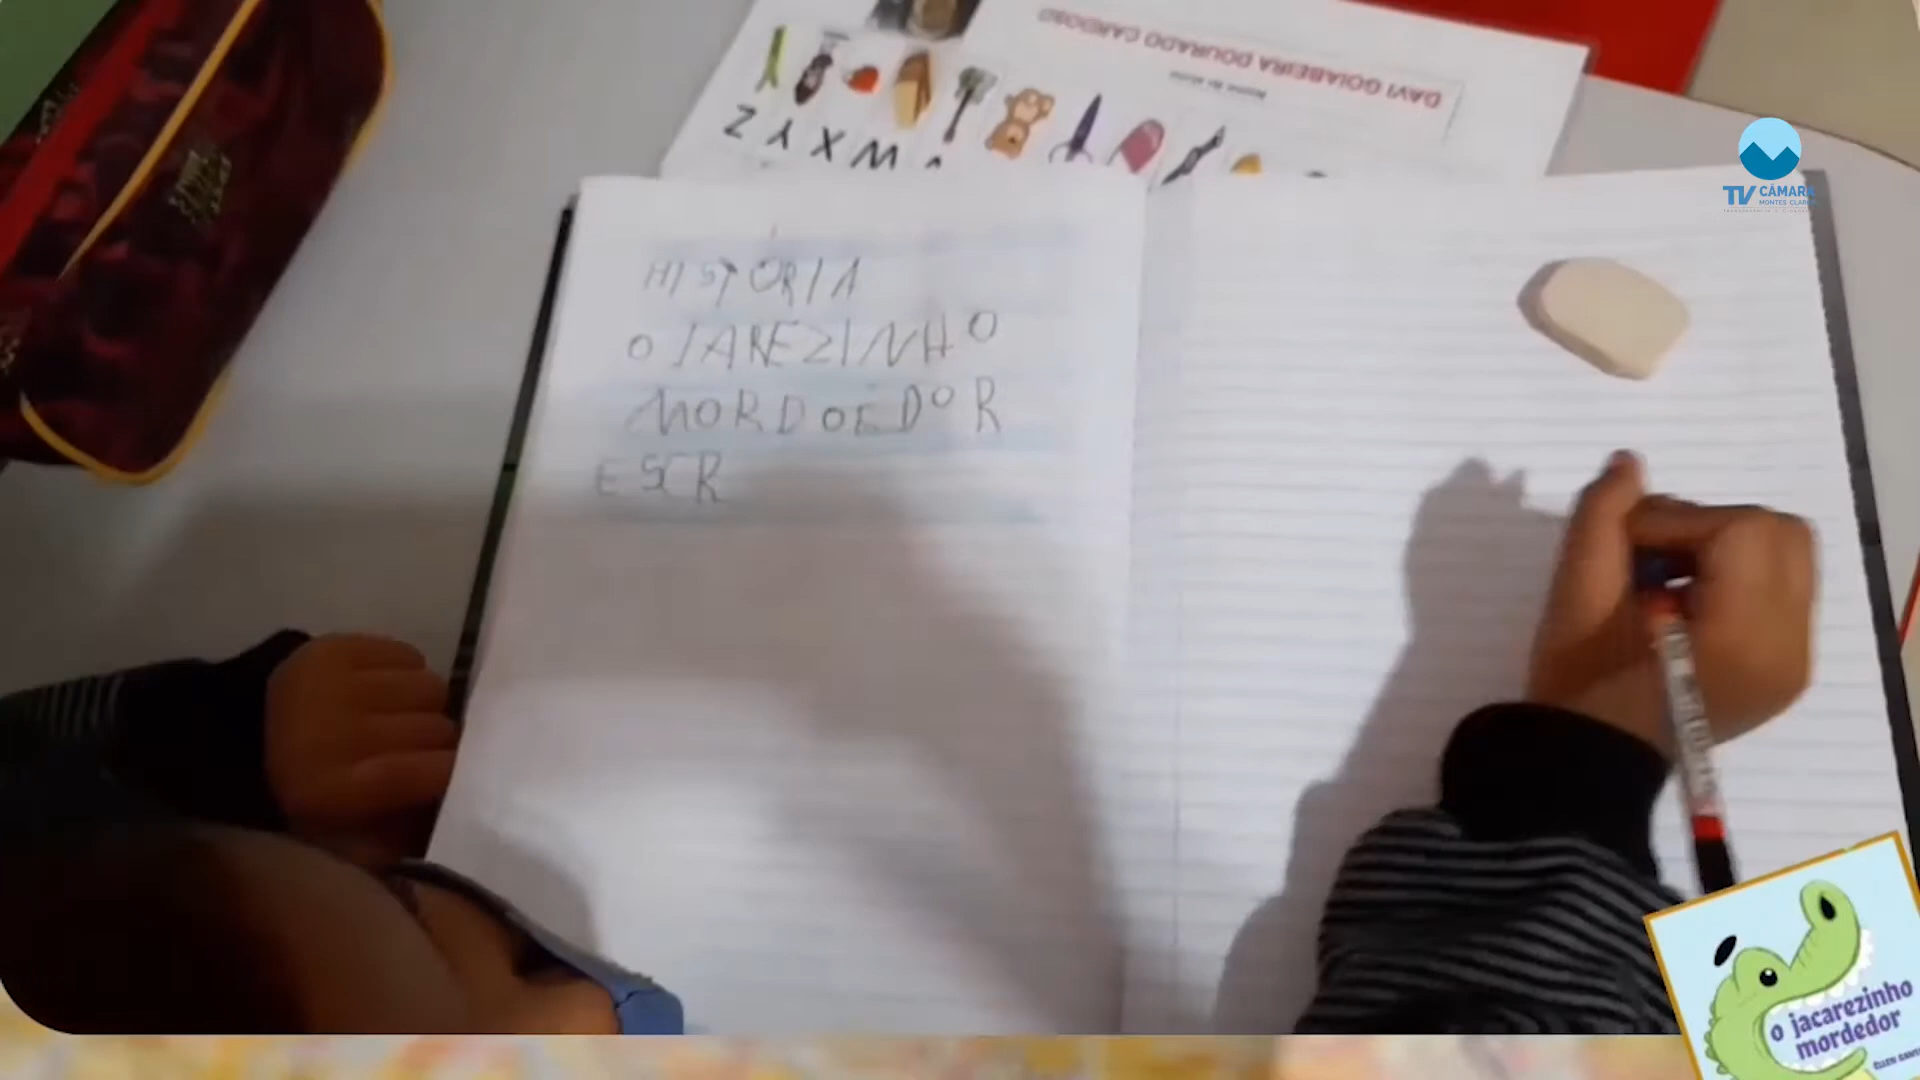 DAVI GOIABEIRA DOURADO CARDOSO
Z Y X W
TV CÂMARA
MONTES CLAROS
HISTÓRIA
O JAREZINHO
MORDOEDOR
ESCR
o jacarezinho
mordedor